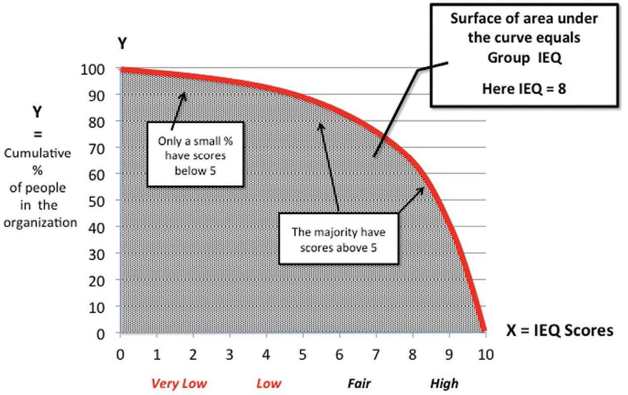 Surface of area under
the curve equals
Group IEQ
Here IEQ = 8
Y
Y
=
Cumulative
%
of people
in the
organization
100
90
80
70
60
50
40
30
20
10
0
Only a small %
have scores
below 5
The majority have
scores above 5
0 1 2 3 4 5 6 7 8 9 10
X = IEQ Scores
Very Low Low Fair High